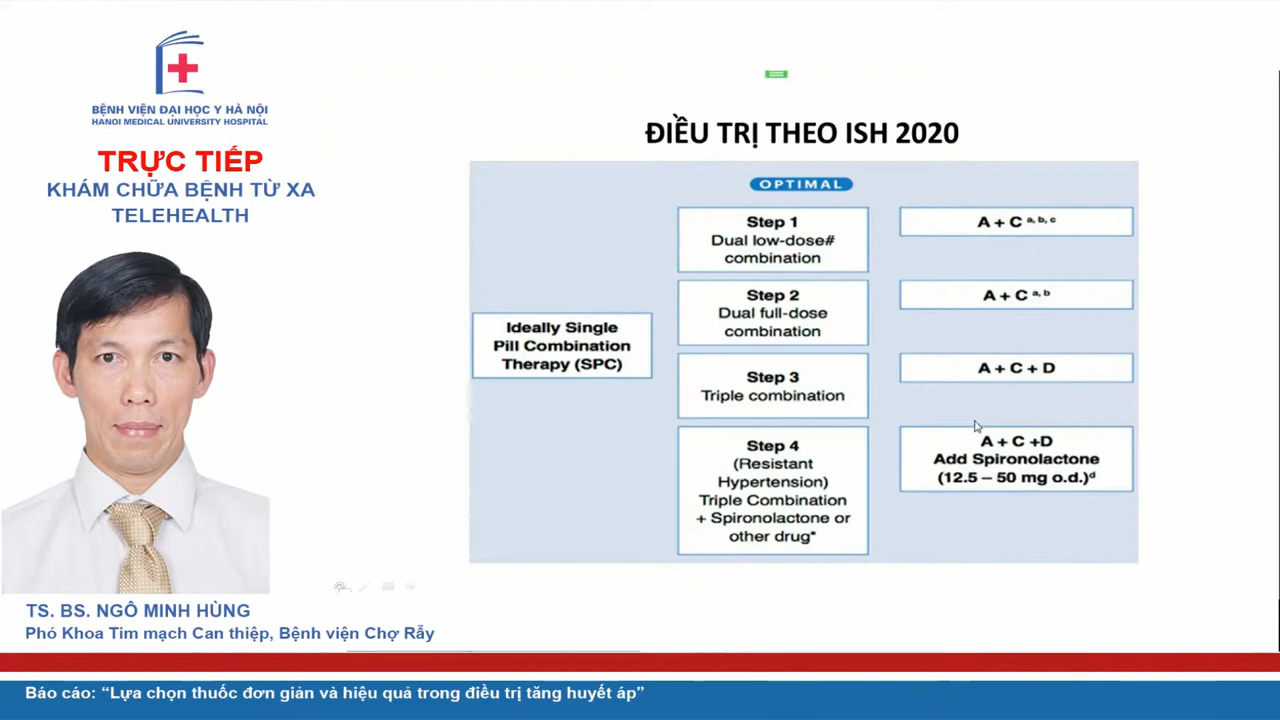 BỆNH VIỆN ĐẠI HỌC Y HÀ NỘI
HANOI MEDICAL UNIVERSITY HOSPITAL
TRỰC TIẾP
KHÁM CHỮA BỆNH TỪ XA
TELEHEALTH
TS. BS. NGÔ MINH HÙNG
Phó Khoa Tim mạch Can thiệp, Bệnh viện Chợ Rẫy
ĐIỀU TRỊ THEO ISH 2020
OPTIMAL
Ideally Single
Pill Combination
Therapy (SPC)
Step 1
Dual low-dose#
combination
A + C a, b, c
Step 2
Dual full-dose
combination
A + C a, b
Step 3
Triple combination
A + C + D
Step 4
(Resistant
Hypertension)
Triple Combination
+ Spironolactone or
other drug*
A + C +D
Add Spironolactone
(12.5 – 50 mg o.d.)d
Báo cáo: “Lựa chọn thuốc đơn giản và hiệu quả trong điều trị tăng huyết áp”